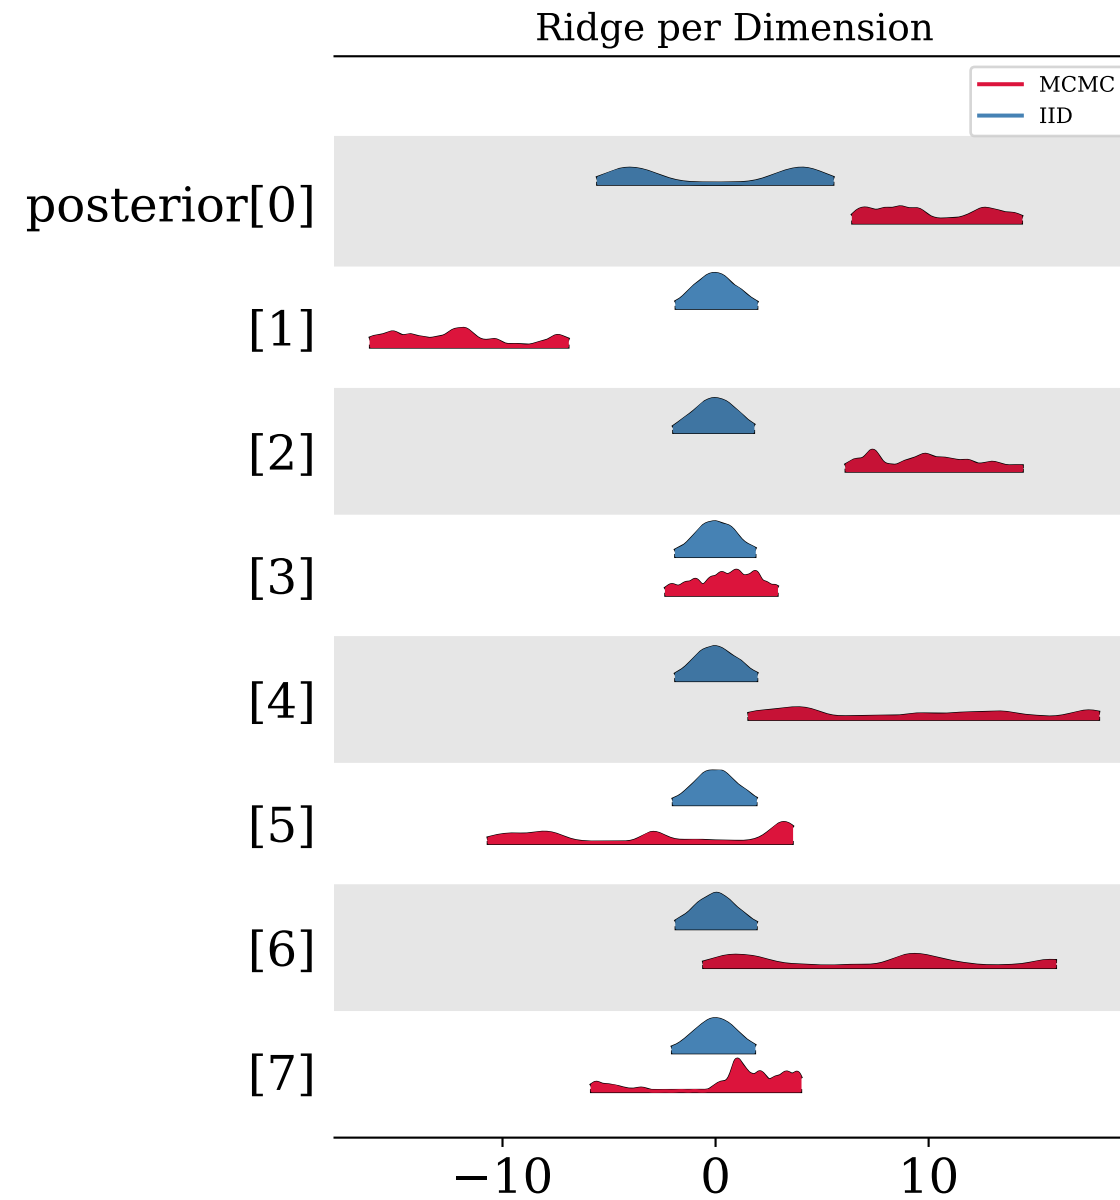 Ridge per Dimension
MCMC
IID
posterior[0]
[1]
[2]
[3]
[4]
[5]
[6]
[7]
−10 0 10